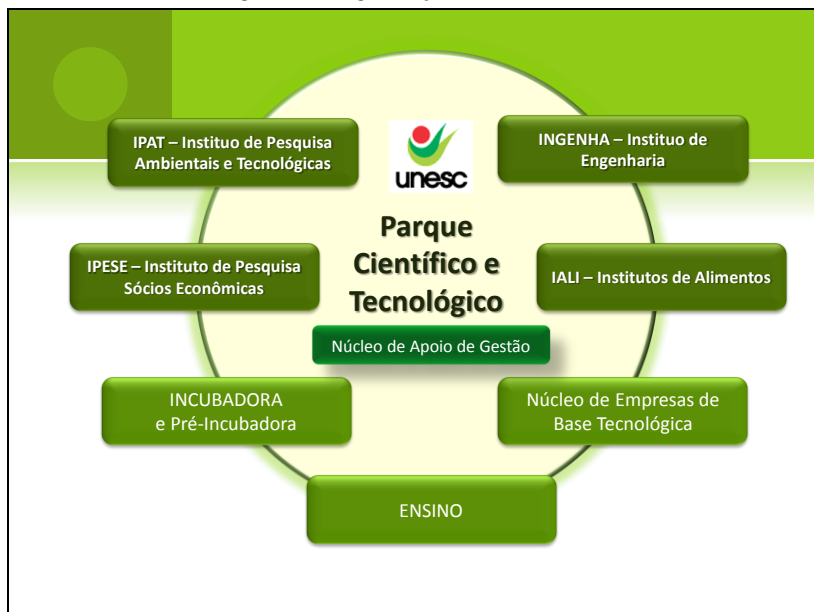 IPAT – Instituo de Pesquisa
Ambientais e Tecnológicas
unesc
INGENHA – Instituo de
Engenharia
Parque
Científico e
Tecnológico
IPESE – Instituto de Pesquisa
Sócios Econômicas
IALI – Institutos de Alimentos
Núcleo de Apoio de Gestão
INCUBADORA
e Pré-Incubadora
Núcleo de Empresas de
Base Tecnológica
ENSINO